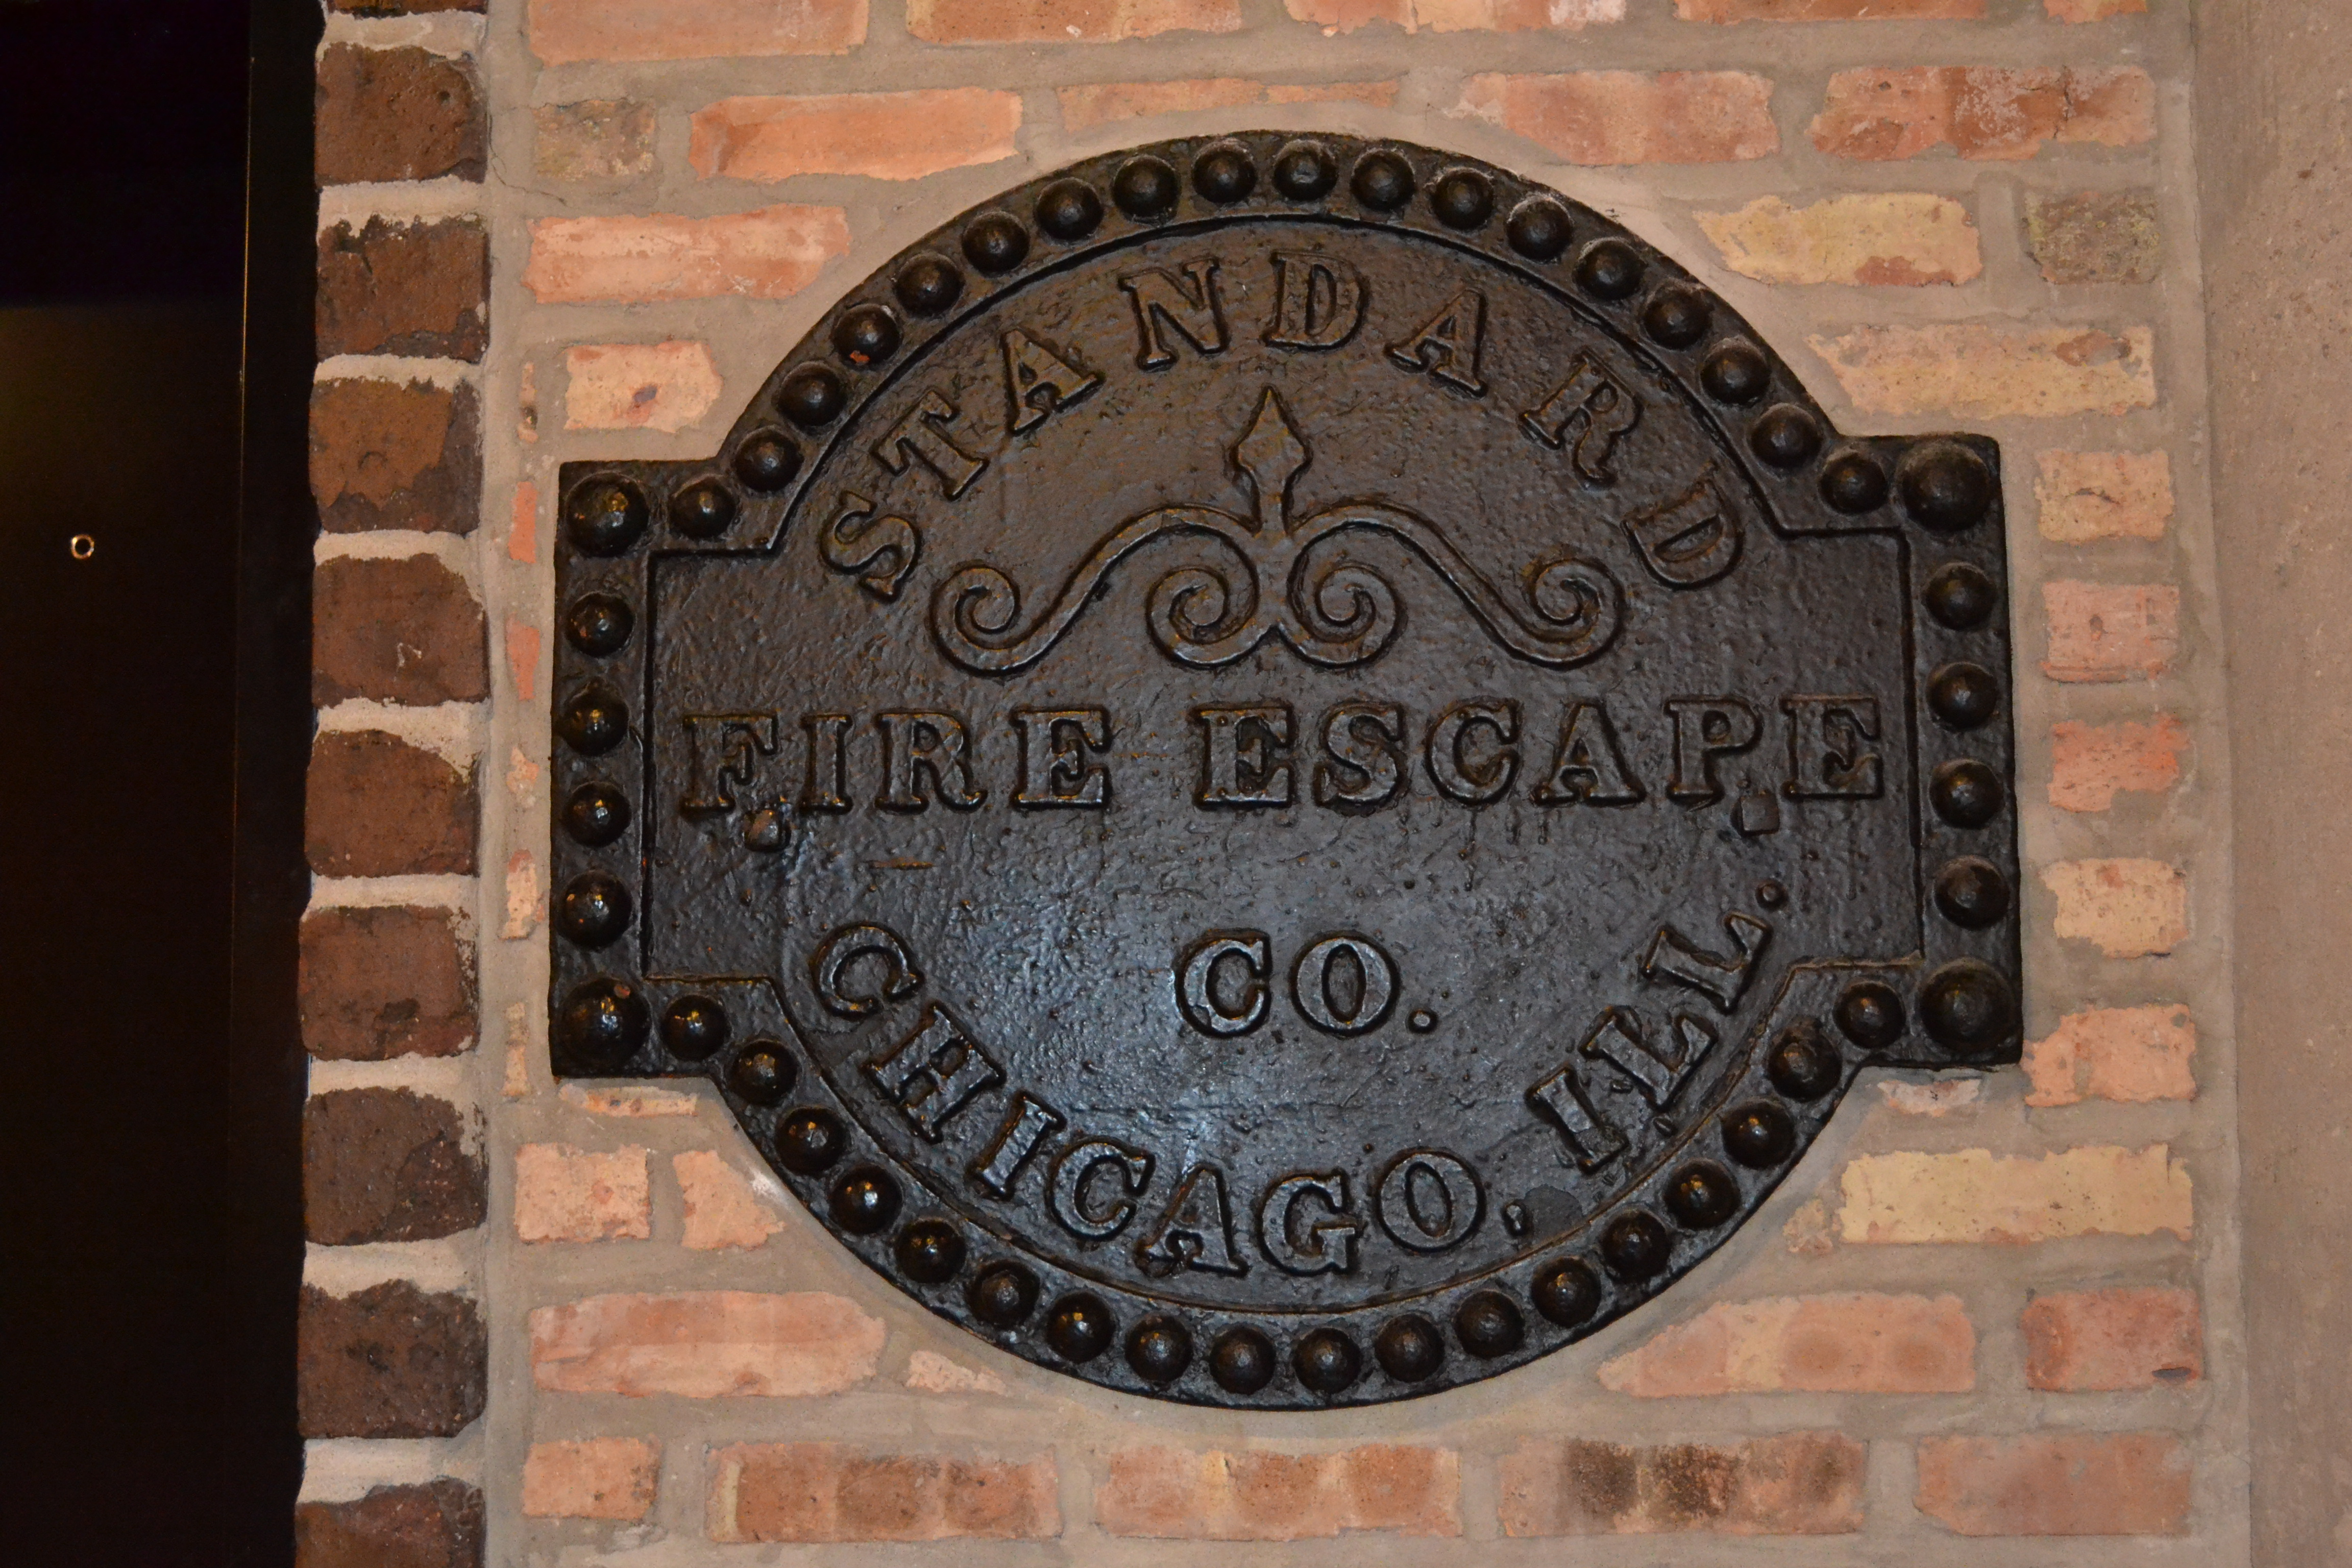 STANDARD
FIRE ESCAPE
CO.
CHICAGO, ILL.